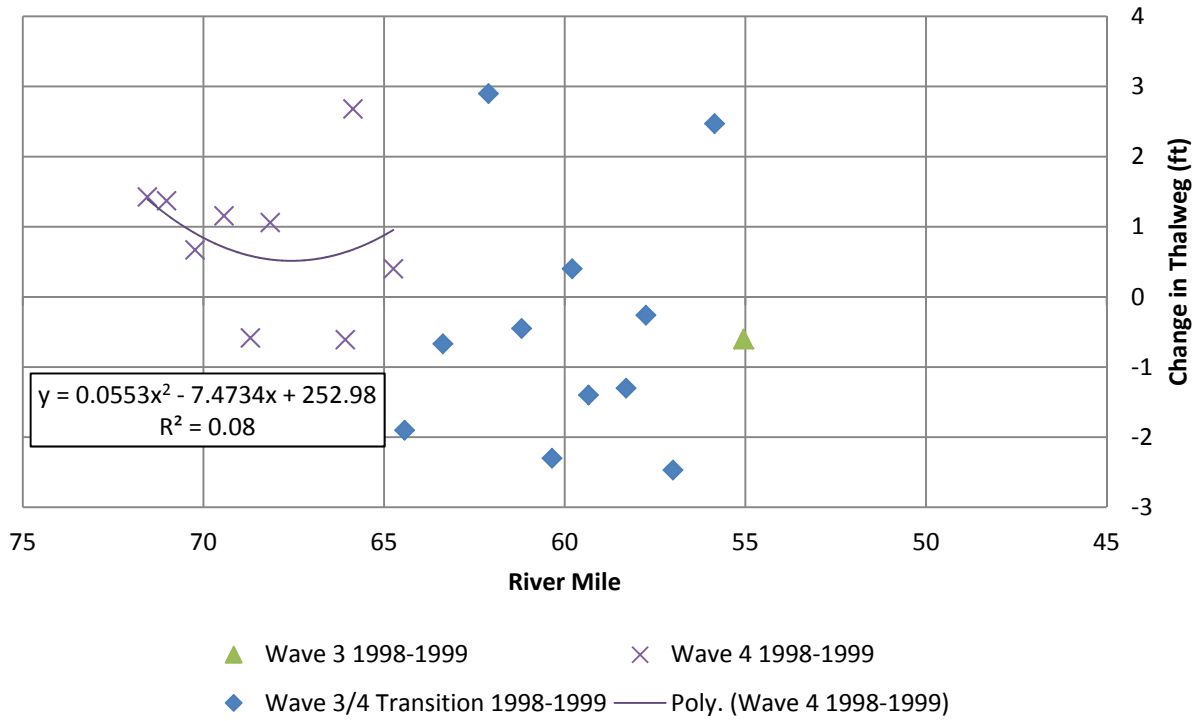 4
3
2
1
0
-1
-2
-3
Change in Thalweg (ft)
y = 0.0553x² - 7.4734x + 252.98
R² = 0.08
75 70 65 60 55 50 45
River Mile
Wave 3 1998-1999 Wave 4 1998-1999
Wave 3/4 Transition 1998-1999 Poly. (Wave 4 1998-1999)